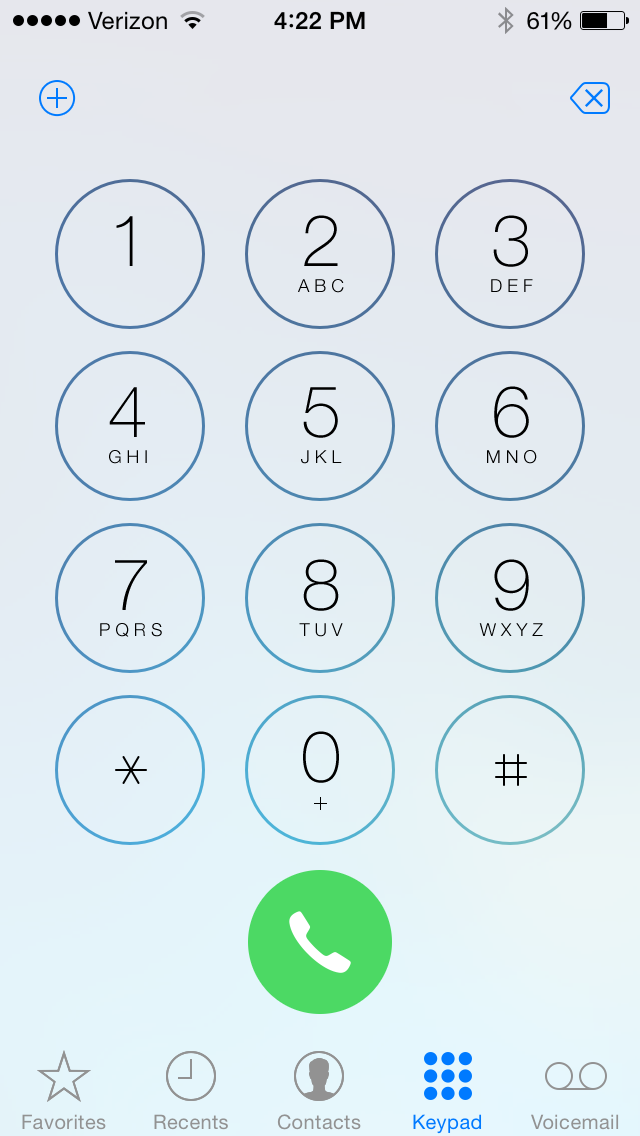 Verizon 4:22 PM 61%
1 2 3
ABC DEF
4 5 6
GHI JKL MNO
7 8 9
PQRS TUV WXYZ
* 0 #
+
Favorites Recents Contacts Keypad Voicemail